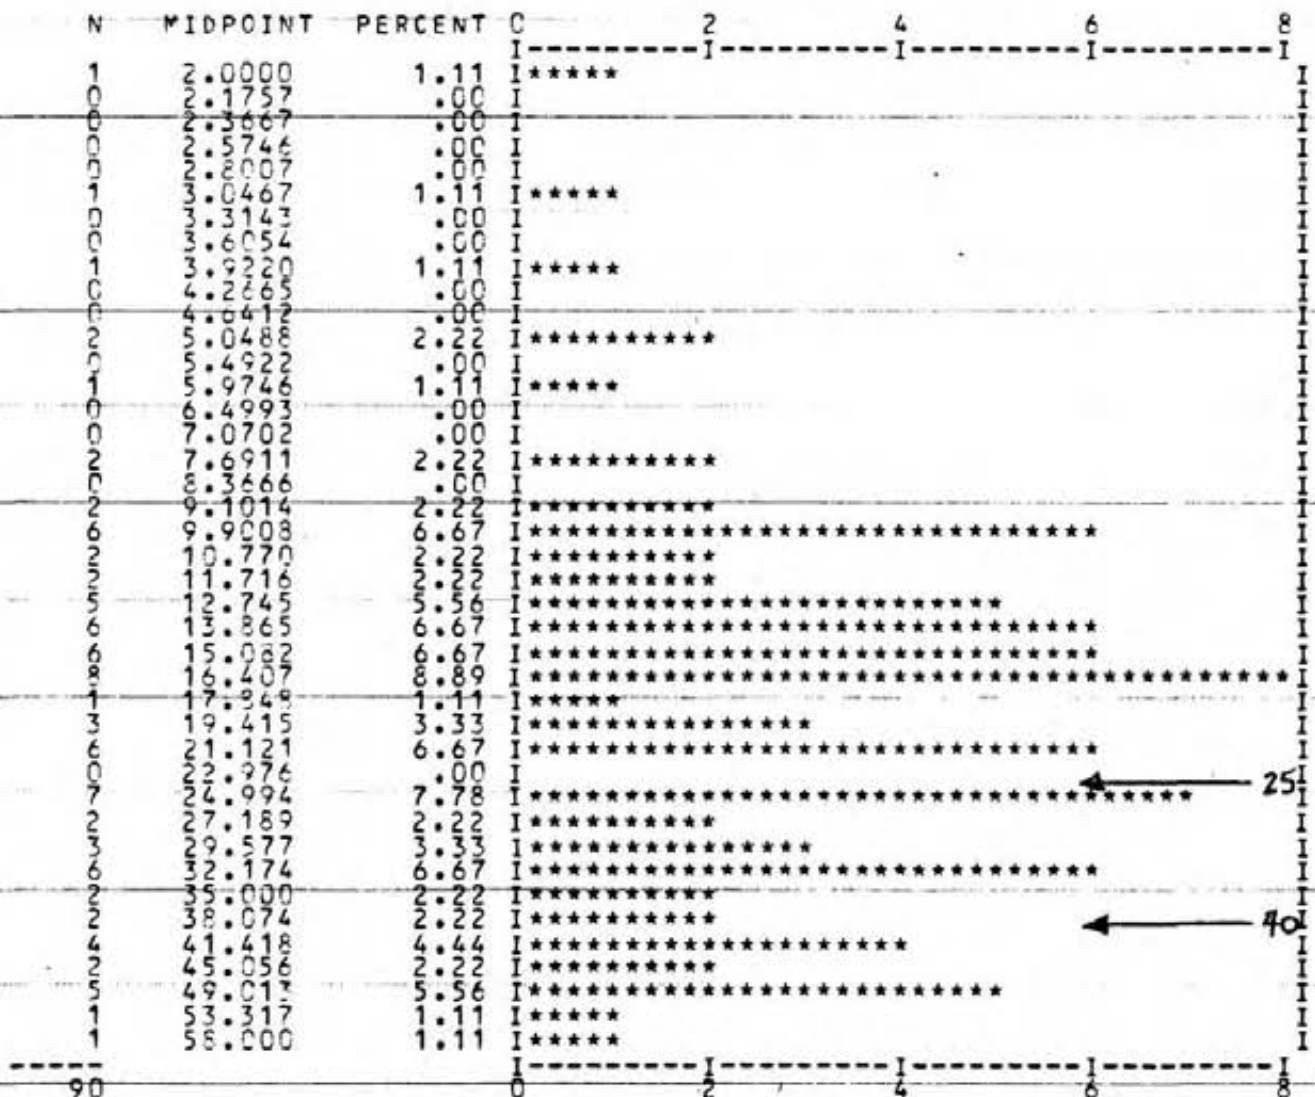 N MIDPOINT PERCENT 0 2 4 6 8
I-------------------I-------------------I-------------------I-------------------I
1 2.0000 1.11 I***** I
0 2.1757 .00 I I
0 2.3667 .00 I I
0 2.5746 .00 I I
0 2.8007 .00 I I
1 3.0467 1.11 I***** I
0 3.3143 .00 I I
0 3.6054 .00 I I
1 3.9220 1.11 I***** I
0 4.2665 .00 I I
0 4.6412 .00 I I
2 5.0488 2.22 I********** I
0 5.4922 .00 I I
1 5.9746 1.11 I***** I
0 6.4993 .00 I I
0 7.0702 .00 I I
2 7.6911 2.22 I********** I
0 8.3666 .00 I I
2 9.1014 2.22 I********** I
6 9.9008 6.67 I****************************** I
2 10.770 2.22 I********** I
2 11.716 2.22 I********** I
5 12.745 5.56 I************************* I
6 13.865 6.67 I****************************** I
6 15.082 6.67 I****************************** I
8 16.407 8.89 I****************************************I
1 17.848 1.11 I***** I
3 19.415 3.33 I*************** I
6 21.121 6.67 I****************************** I
0 22.976 .00 I 25 I
7 24.994 7.78 I*********************************** I
2 27.189 2.22 I********** I
3 29.577 3.33 I*************** I
6 32.174 6.67 I****************************** I
2 35.000 2.22 I********** I
2 38.074 2.22 I********** 40 I
4 41.418 4.44 I******************** I
2 45.056 2.22 I********** I
5 49.013 5.56 I************************* I
1 53.317 1.11 I***** I
1 58.000 1.11 I***** I
----- I-------------------I-------------------I-------------------I-------------------I
90 0 2 4 6 8